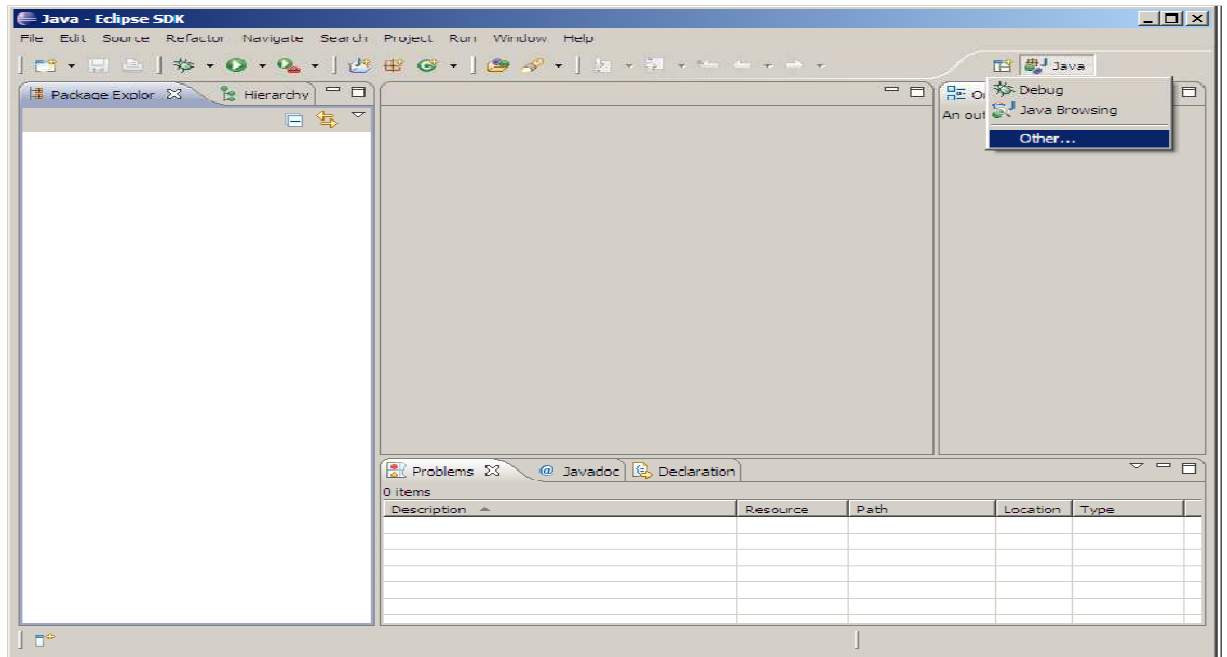 Java - Eclipse SDK
File Edit Source Refactor Navigate Search Project Run Window Help
Java
Package Explor Hierarchy
Debug
Java Browsing
Other...
An out
Problems @ Javadoc Declaration
0 items
Description Resource Path Location Type